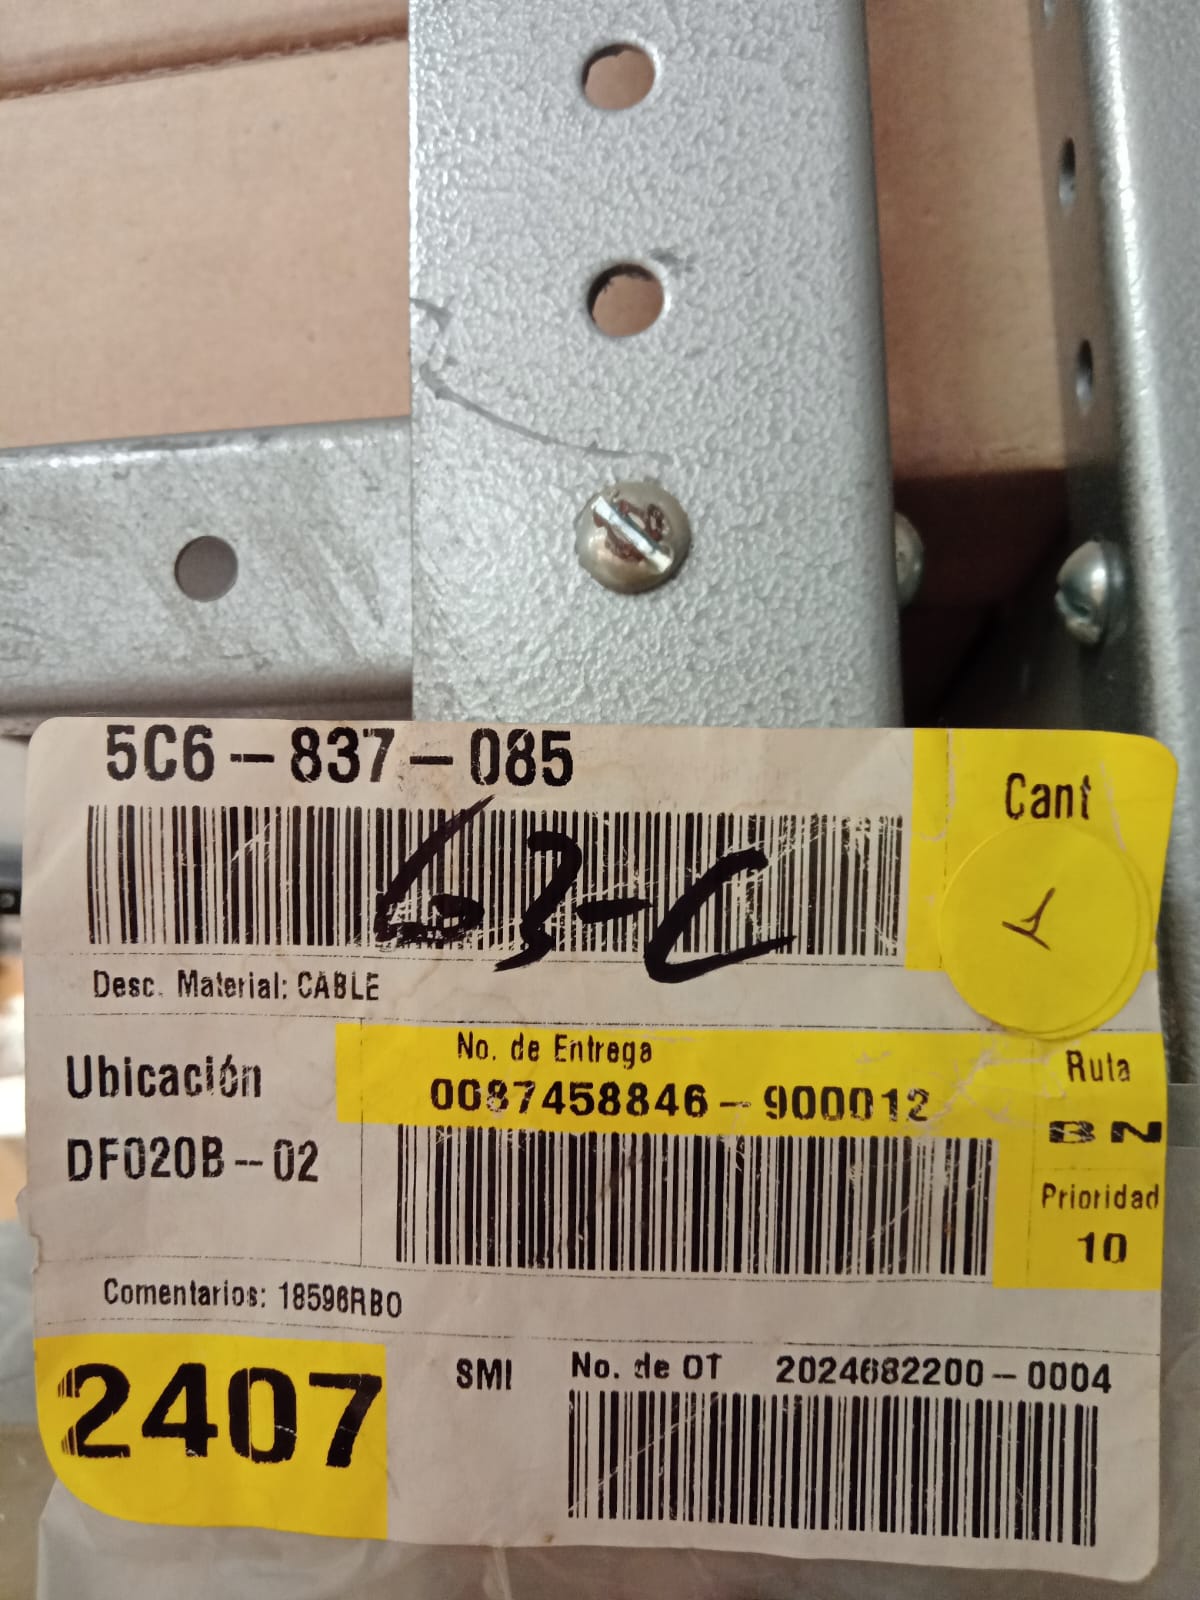 5C6-837-085
Cant
63-C
1
Desc. Material: CABLE
No. de Entrega
Ubicación
0087458846-900012
Ruta
BN
DF020B-02
Prioridad
10
Comentarios: 18596RBO
2407
SMI
No. de OT 2024682200-0004